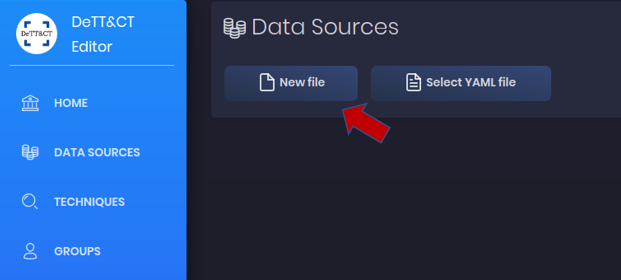 DeTT&CT
DeTT&CT
Editor
HOME
DATA SOURCES
TECHNIQUES
GROUPS
Data Sources
New file
Select YAML file